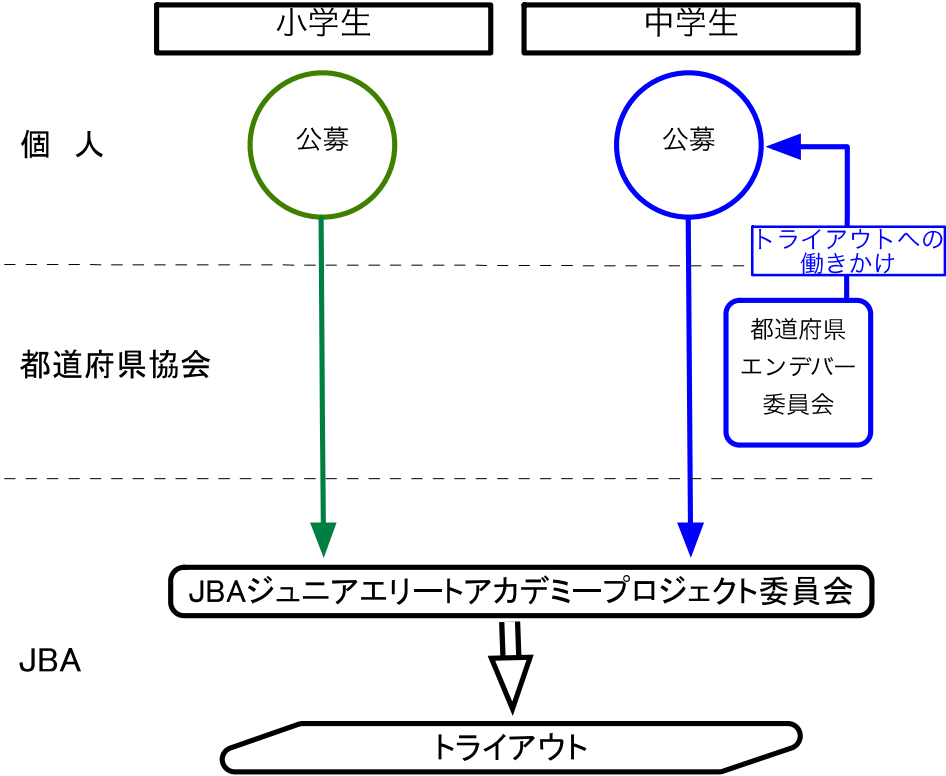 小学生
中学生
個　人
公募
公募
トライアウトへの
働きかけ
都道府県
エンデバー
委員会
都道府県協会
JBAジュニアエリートアカデミープロジェクト委員会
JBA
トライアウト